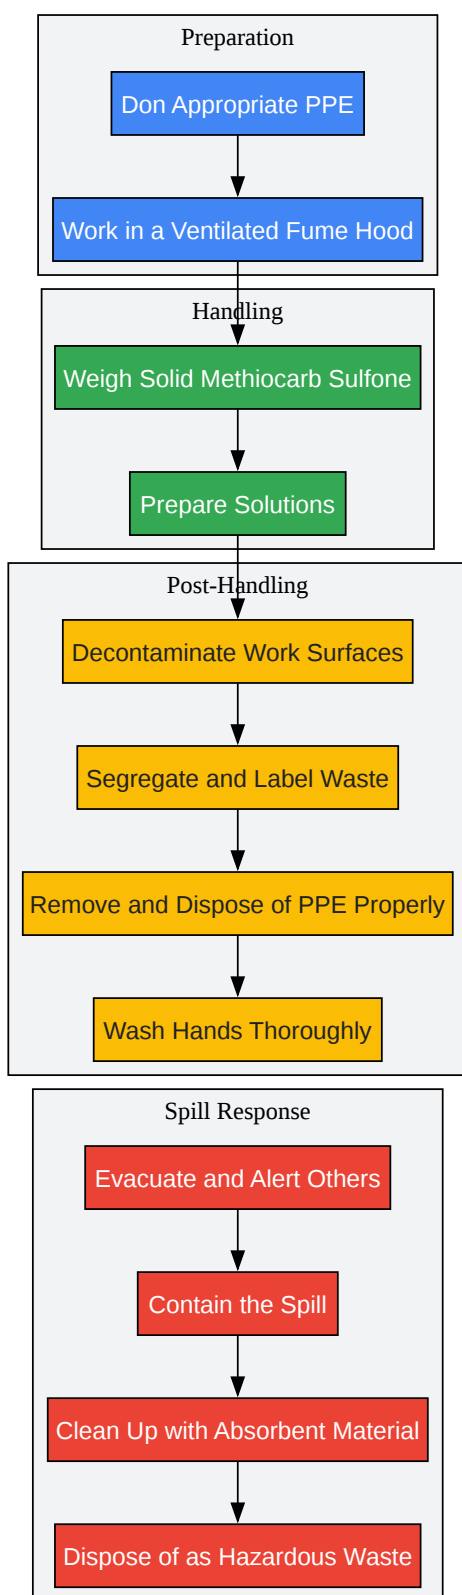 Preparation
Don Appropriate PPE
Work in a Ventilated Fume Hood
Handling
Weigh Solid Methiocarb Sulfone
Prepare Solutions
Post-Handling
Decontaminate Work Surfaces
Segregate and Label Waste
Remove and Dispose of PPE Properly
Wash Hands Thoroughly
Spill Response
Evacuate and Alert Others
Contain the Spill
Clean Up with Absorbent Material
Dispose of as Hazardous Waste